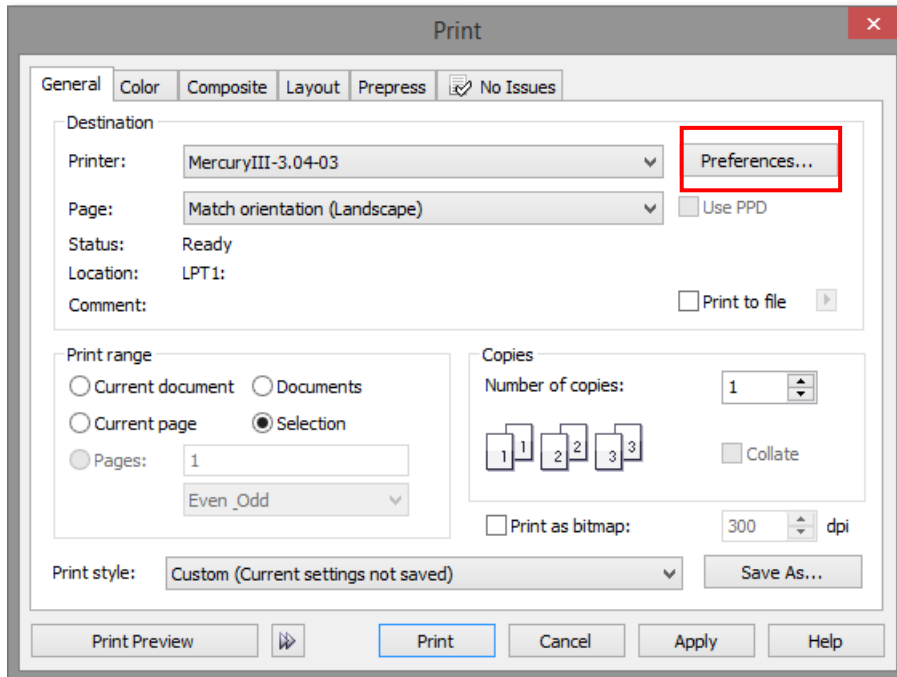 Print
General Color Composite Layout Prepress No Issues
Destination
Printer: MercuryIII-3.04-03 Preferences...
Page: Match orientation (Landscape) Use PPD
Status: Ready
Location: LPT1:
Comment: Print to file
Print range
Current document Documents
Current page Selection
Pages: 1
Even _Odd
Copies
Number of copies: 1
1 1 2 2 3 3
Collate
Print as bitmap: 300 dpi
Print style: Custom (Current settings not saved) Save As...
Print Preview Print Cancel Apply Help